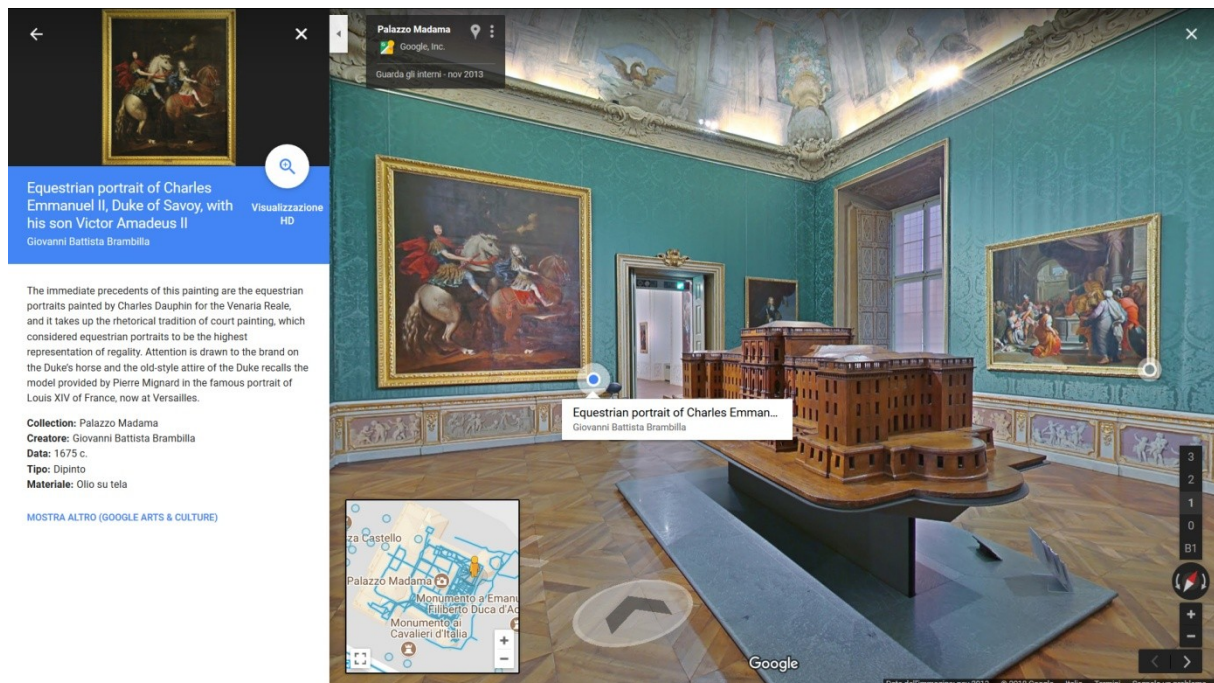 Equestrian portrait of Charles
Emmanuel II, Duke of Savoy, with
his son Victor Amadeus II
Giovanni Battista Brambilla
Visualizzazione
HD
The immediate precedents of this painting are the equestrian
portraits painted by Charles Dauphin for the Venaria Reale,
and it takes up the rhetorical tradition of court painting, which
considered equestrian portraits to be the highest
representation of regality. Attention is drawn to the brand on
the Duke's horse and the old-style attire of the Duke recalls the
model provided by Pierre Mignard in the famous portrait of
Louis XIV of France, now at Versailles.
Collection: Palazzo Madama
Creatore: Giovanni Battista Brambilla
Data: 1675 c.
Tipo: Dipinto
Materiale: Olio su tela
MOSTRA ALTRO (GOOGLE ARTS & CULTURE)
Palazzo Madama
Google, Inc.
Guarda gli interni - nov 2013
Equestrian portrait of Charles Emman...
Giovanni Battista Brambilla
za Castello
Palazzo Madama
Monumento a Emanu
Filiberto Duca d'Ao
Monumento ai
Cavalieri d'Italia
+
−
3
2
1
0
B1
+
−
Google